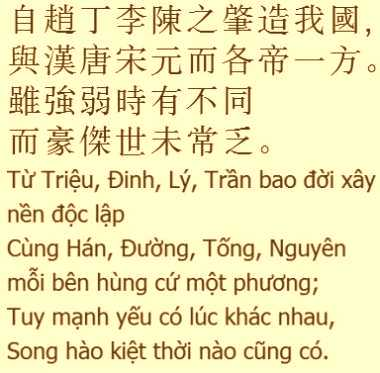 自趙丁李陳之肇造我國,
與漢唐宋元而各帝一方。
雖強弱時有不同
而豪傑世未常乏。
Từ Triệu, Đinh, Lý, Trần bao đời xây
nền độc lập
Cùng Hán, Đường, Tống, Nguyên
mỗi bên hùng cứ một phương;
Tuy mạnh yếu có lúc khác nhau,
Song hào kiệt thời nào cũng có.